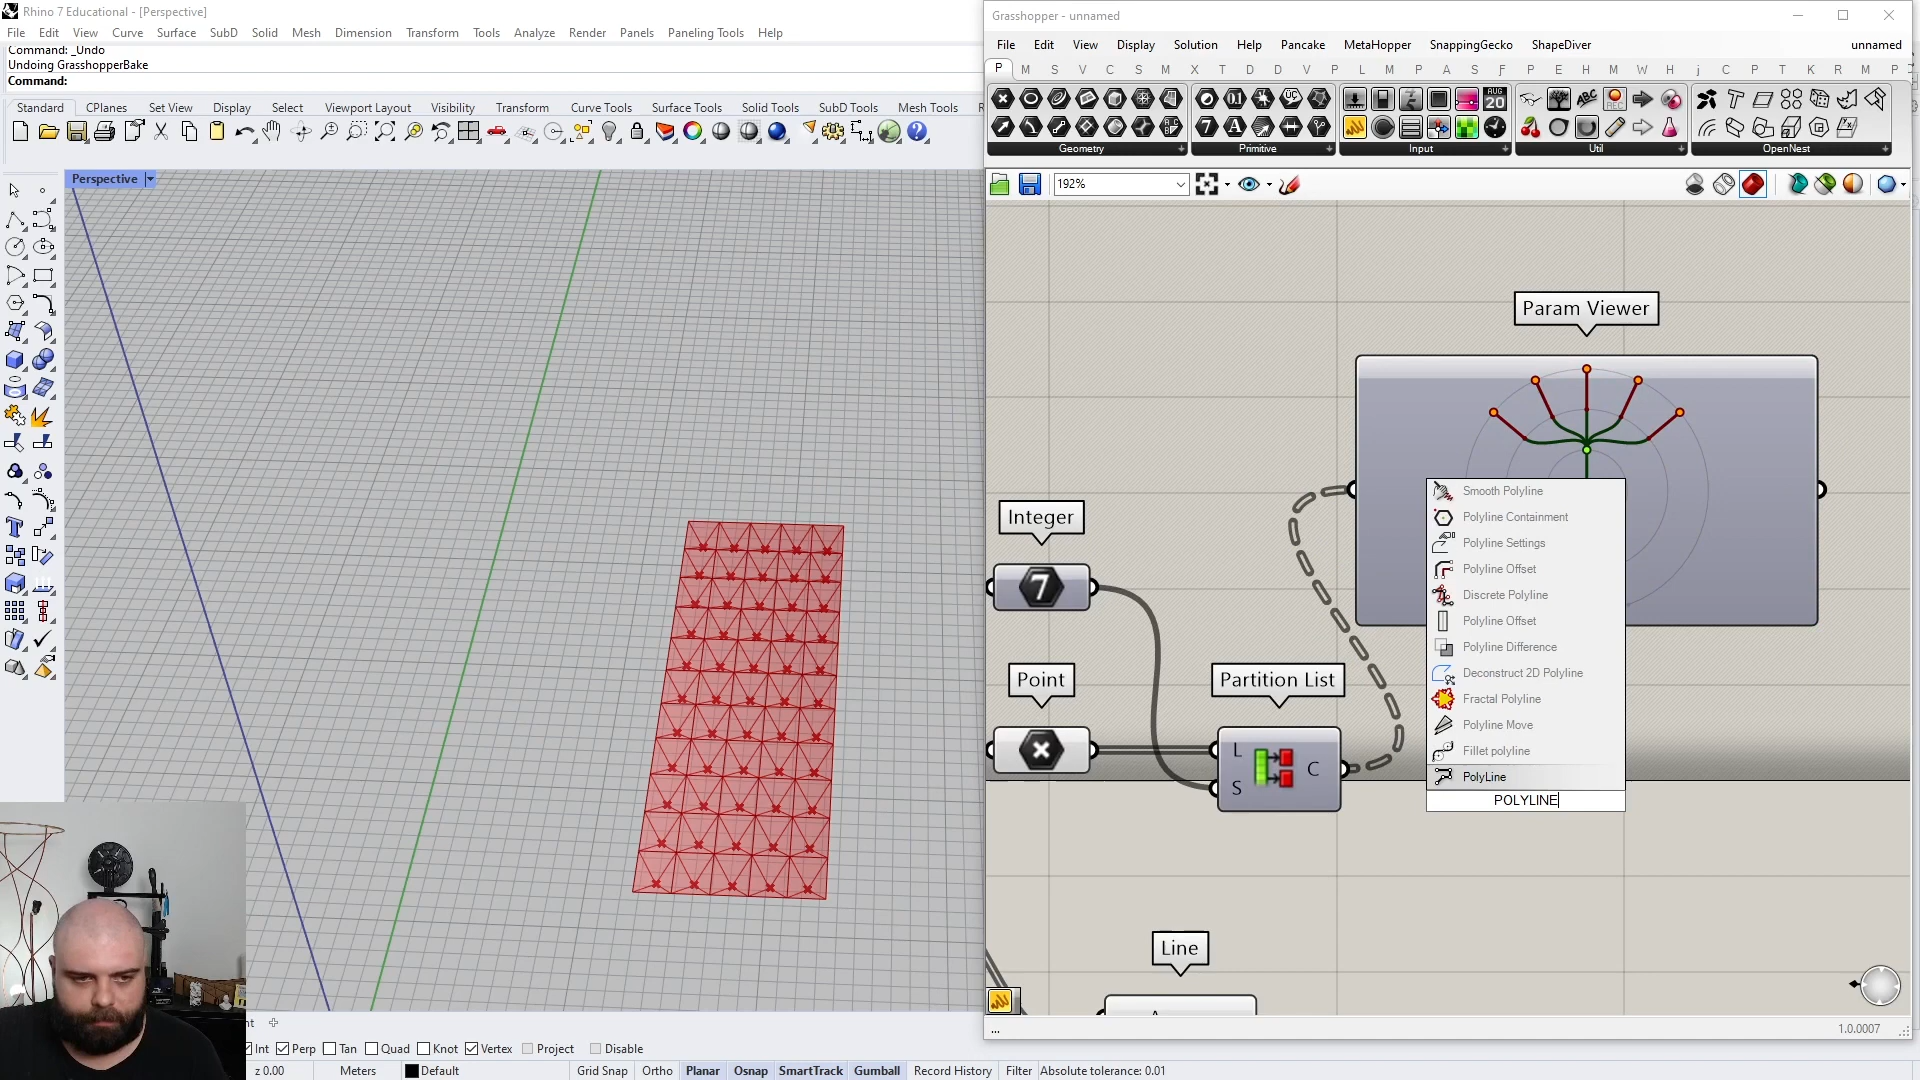 Rhino 7 Educational - [Perspective]
File Edit View Curve Surface SubD Solid Mesh Dimension Transform Tools Analyze Render Panels Paneling Tools Help
Command: _Undo
Undoing GrasshopperBake
Command:
Standard CPlanes Set View Display Select Viewport Layout Visibility Transform Curve Tools Surface Tools Solid Tools SubD Tools Mesh Tools
Perspective
Int Perp Tan Quad Knot Vertex Project Disable
z 0.00 Meters Default Grid Snap Ortho Planar Osnap SmartTrack Gumball Record History Filter Absolute tolerance: 0.01
Grasshopper - unnamed
File Edit View Display Solution Help Pancake MetaHopper SnappingGecko ShapeDiver unnamed
P M S V C S M X T D D V P L M P A S F P E H M W H j C P T K R M P
Geometry Primitive Input Util OpenNest
192%
Param Viewer
Integer
7
Point
Partition List
L
S
C
Line
Smooth Polyline
Polyline Containment
Polyline Settings
Polyline Offset
Discrete Polyline
Polyline Offset
Polyline Difference
Deconstruct 2D Polyline
Fractal Polyline
Polyline Move
Fillet polyline
PolyLine
POLYLINE
...
1.0.0007